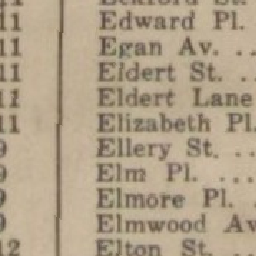 11 Edward Pl.
11 Egan Av. ..
11 Eldert St. ...
11 Eldert Lane
11 Elizabeth Pl.
9 Ellery St. ..
9 Elm Pl. ...
9 Elmore Pl. .
9 Elmwood Av
12 Elton St. ...